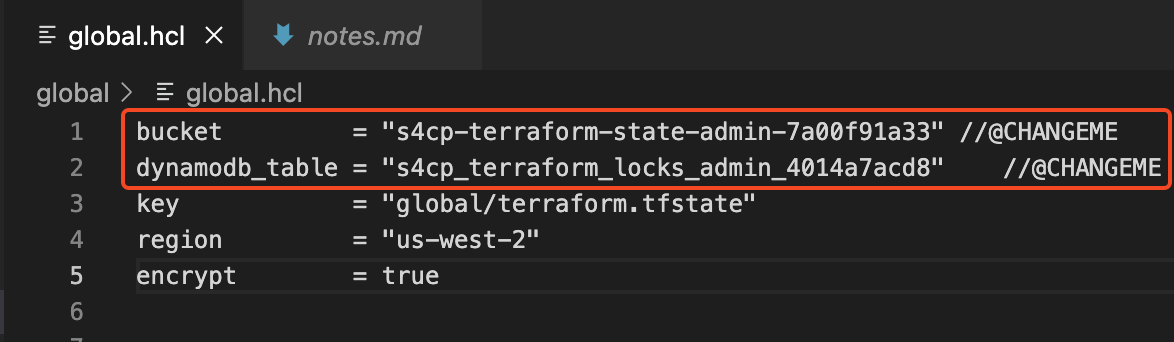 global.hcl × notes.md
global > global.hcl
1 bucket = "s4cp-terraform-state-admin-7a00f91a33" //@CHANGEME
2 dynamodb_table = "s4cp_terraform_locks_admin_4014a7acd8" //@CHANGEME
3 key = "global/terraform.tfstate"
4 region = "us-west-2"
5 encrypt = true
6